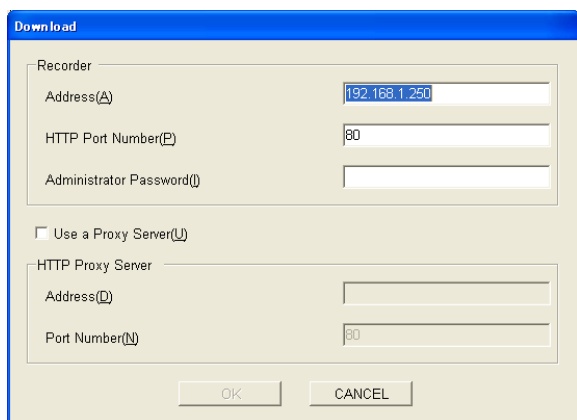 Download
Recorder
Address(A) 192.168.1.250
HTTP Port Number(P) 80
Administrator Password(I)
Use a Proxy Server(U)
HTTP Proxy Server
Address(D)
Port Number(N) 80
OK CANCEL